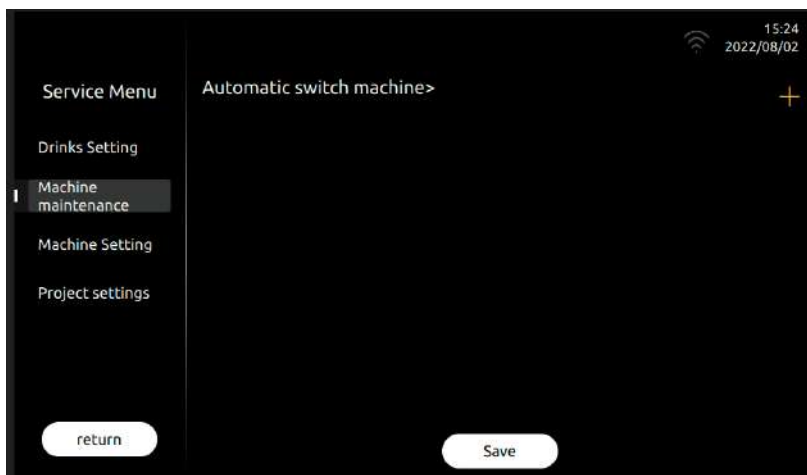 15:24
2022/08/02
Service Menu
Automatic switch machine>
+
Drinks Setting
Machine
maintenance
Machine Setting
Project settings
return
Save